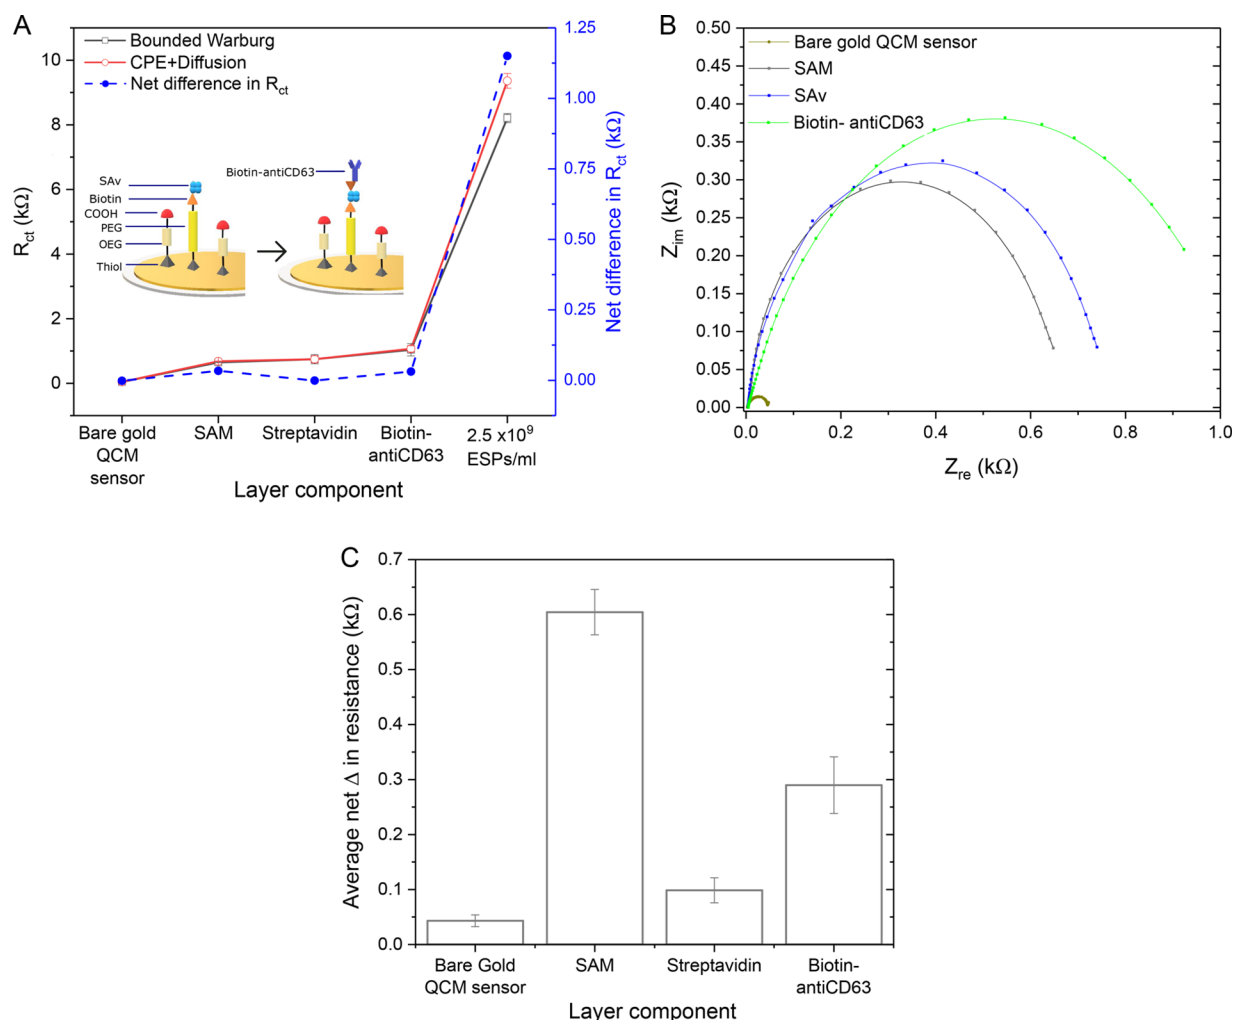 A
Bounded Warburg
CPE+Diffusion
Net difference in Rct (kΩ)
10
8
6
4
2
0
Rct (kΩ)
1.25
1.00
0.75
0.50
0.25
0.00
Net difference in Rct (kΩ)
SAv
Biotin
COOH
PEG
OEG
Thiol
Biotin-antiCD63
Bare gold
QCM
sensor
SAM
Streptavidin
Biotin-
antiCD63
2.5 x10⁹
ESPs/ml
Layer component
B
Bare gold QCM sensor
SAM
SAv
Biotin- antiCD63
0.50
0.45
0.40
0.35
0.30
0.25
0.20
0.15
0.10
0.05
0.00
Zim (kΩ)
0.0
0.2
0.4
0.6
0.8
1.0
Zre (kΩ)
C
0.7
0.6
0.5
0.4
0.3
0.2
0.1
0.0
Average net Δ in resistance (kΩ)
Bare Gold
QCM sensor
SAM
Streptavidin
Biotin-
antiCD63
Layer component